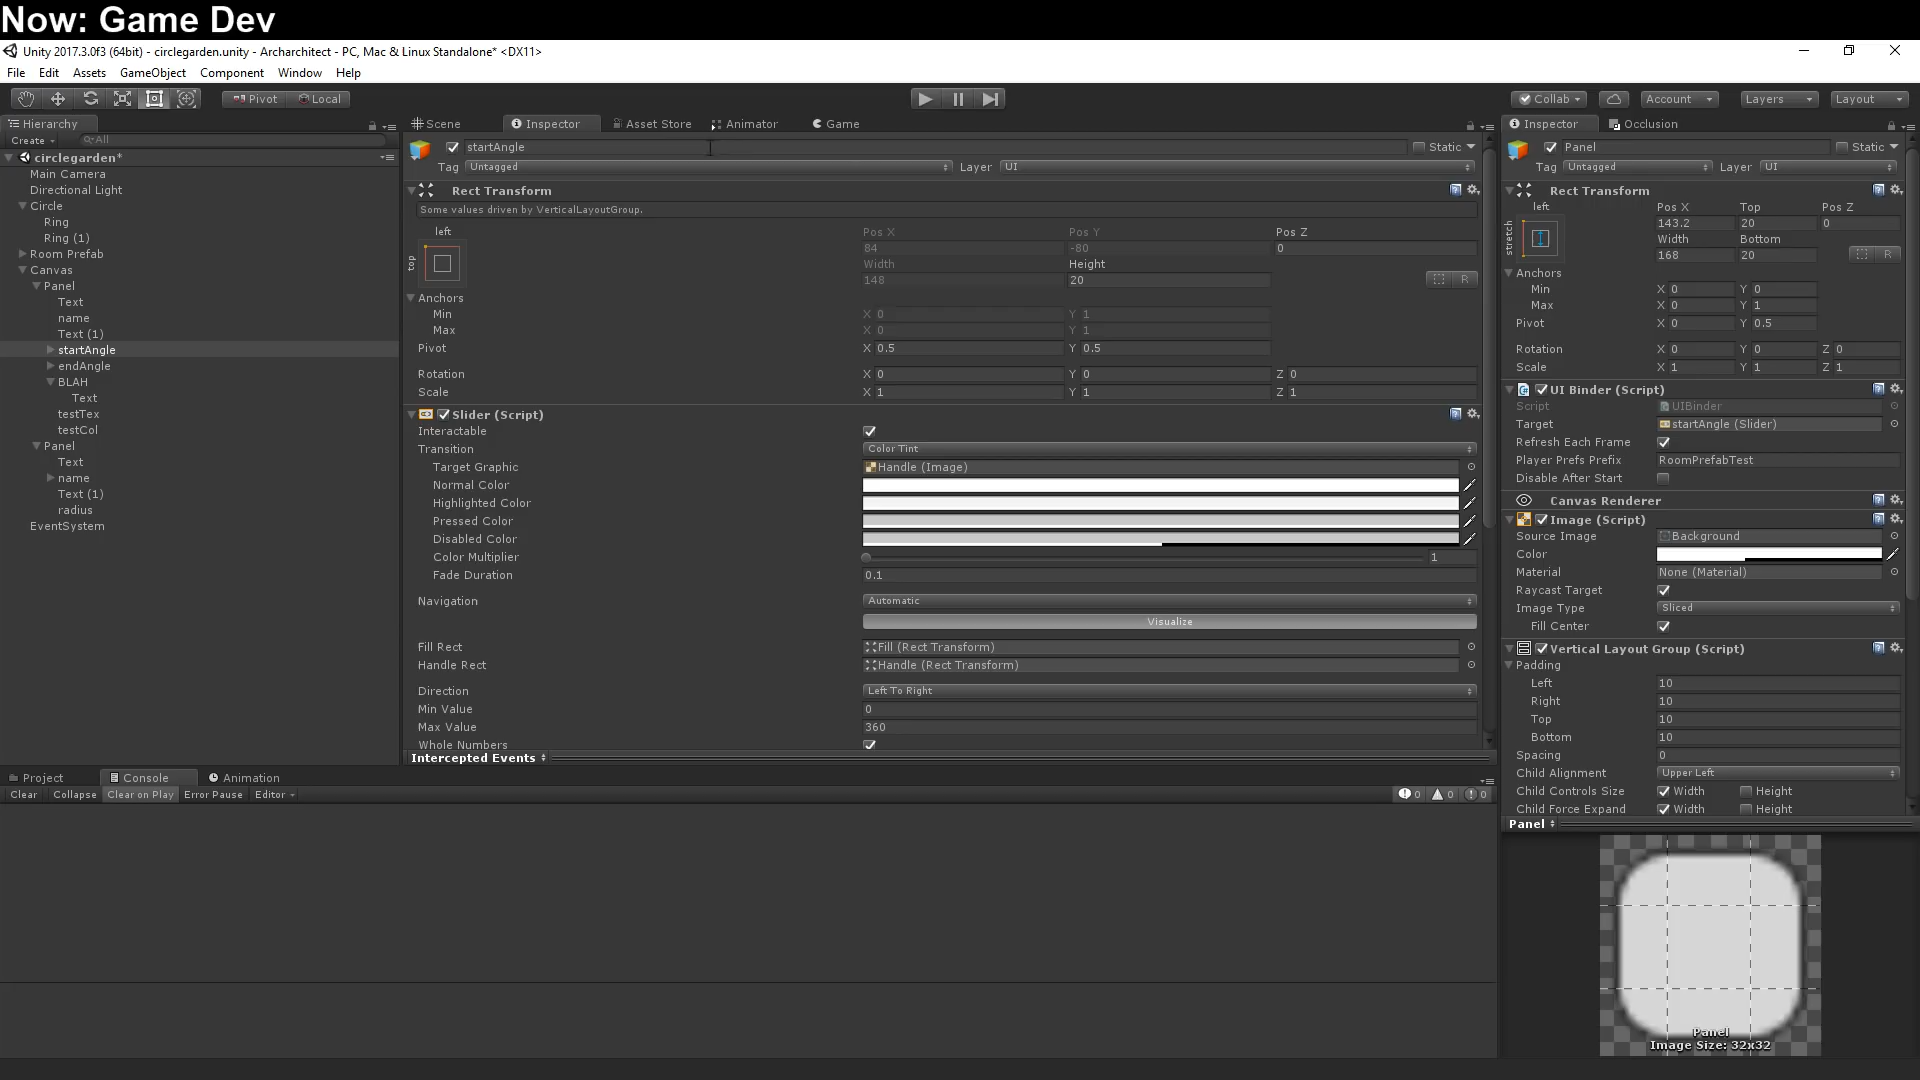 Now: Game Dev
Unity 2017.3.0f3 (64bit) - circlegarden.unity - Archarchitect - PC, Mac & Linux Standalone* <DX11>
File Edit Assets GameObject Component Window Help
Pivot Local Collab Account Layers Layout
Hierarchy
Create All
circlegarden*
Main Camera
Directional Light
Circle
Ring
Ring (1)
Room Prefab
Canvas
Panel
Text
name
Text (1)
startAngle
endAngle
BLAH
Text
testTex
testCol
Panel
Text
name
Text (1)
radius
EventSystem
Scene Inspector Asset Store Animator Game
startAngle Static
Tag Untagged Layer UI
Rect Transform
Some values driven by VerticalLayoutGroup.
left
top
Pos X Pos Y Pos Z
84 -80 0
Width Height
148 20 R
Anchors
Min X 0 Y 1
Max X 0 Y 1
Pivot X 0.5 Y 0.5
Rotation X 0 Y 0 Z 0
Scale X 1 Y 1 Z 1
Slider (Script)
Interactable
Transition Color Tint
Target Graphic Handle (Image)
Normal Color
Highlighted Color
Pressed Color
Disabled Color
Color Multiplier 1
Fade Duration 0.1
Navigation Automatic
Visualize
Fill Rect Fill (Rect Transform)
Handle Rect Handle (Rect Transform)
Direction Left To Right
Min Value 0
Max Value 360
Whole Numbers
Intercepted Events
Inspector Occlusion
Panel Static
Tag Untagged Layer UI
Rect Transform
left
stretch
Pos X Top Pos Z
143.2 20 0
Width Bottom
168 20 R
Anchors
Min X 0 Y 0
Max X 0 Y 1
Pivot X 0 Y 0.5
Rotation X 0 Y 0 Z 0
Scale X 1 Y 1 Z 1
UI Binder (Script)
Script UIBinder
Target startAngle (Slider)
Refresh Each Frame
Player Prefs Prefix RoomPrefabTest
Disable After Start
Canvas Renderer
Image (Script)
Source Image Background
Color
Material None (Material)
Raycast Target
Image Type Sliced
Fill Center
Vertical Layout Group (Script)
Padding
Left 10
Right 10
Top 10
Bottom 10
Spacing 0
Child Alignment Upper Left
Child Controls Size Width Height
Child Force Expand Width Height
Panel
Panel
Image Size: 32x32
Project Console Animation
Clear Collapse Clear on Play Error Pause Editor 0 0 0